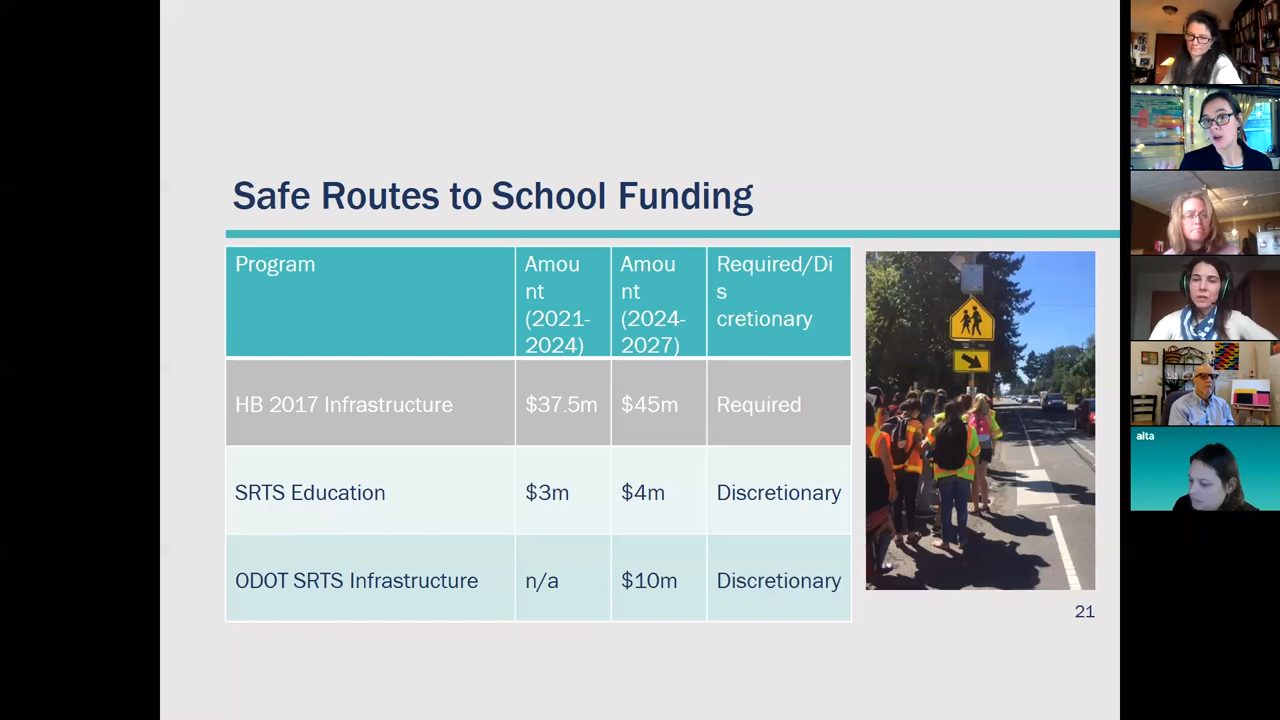 Safe Routes to School Funding
Program
Amou
nt
(2021-
2024)
Amou
nt
(2024-
2027)
Required/Di
s
cretionary
HB 2017 Infrastructure
$37.5m
$45m
Required
SRTS Education
$3m
$4m
Discretionary
ODOT SRTS Infrastructure
n/a
$10m
Discretionary
21
alta